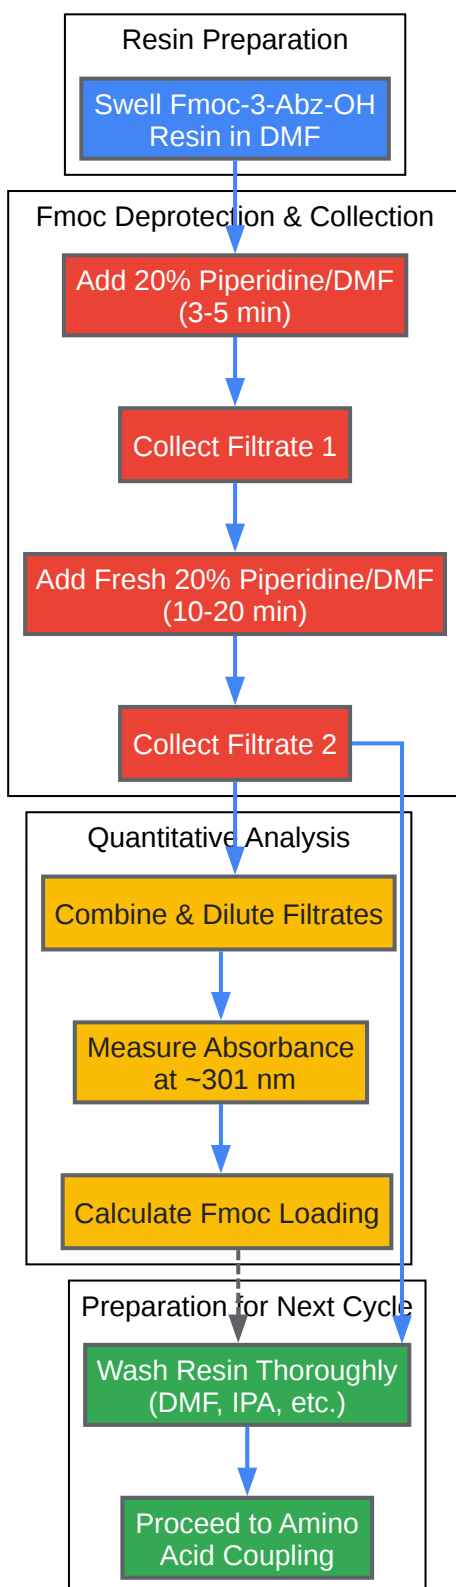 Resin Preparation
Swell Fmoc-3-Abz-OH
Resin in DMF
Fmoc Deprotection & Collection
Add 20% Piperidine/DMF
(3-5 min)
Collect Filtrate 1
Add Fresh 20% Piperidine/DMF
(10-20 min)
Collect Filtrate 2
Quantitative Analysis
Combine & Dilute Filtrates
Measure Absorbance
at ~301 nm
Calculate Fmoc Loading
Preparation for Next Cycle
Wash Resin Thoroughly
(DMF, IPA, etc.)
Proceed to Amino
Acid Coupling